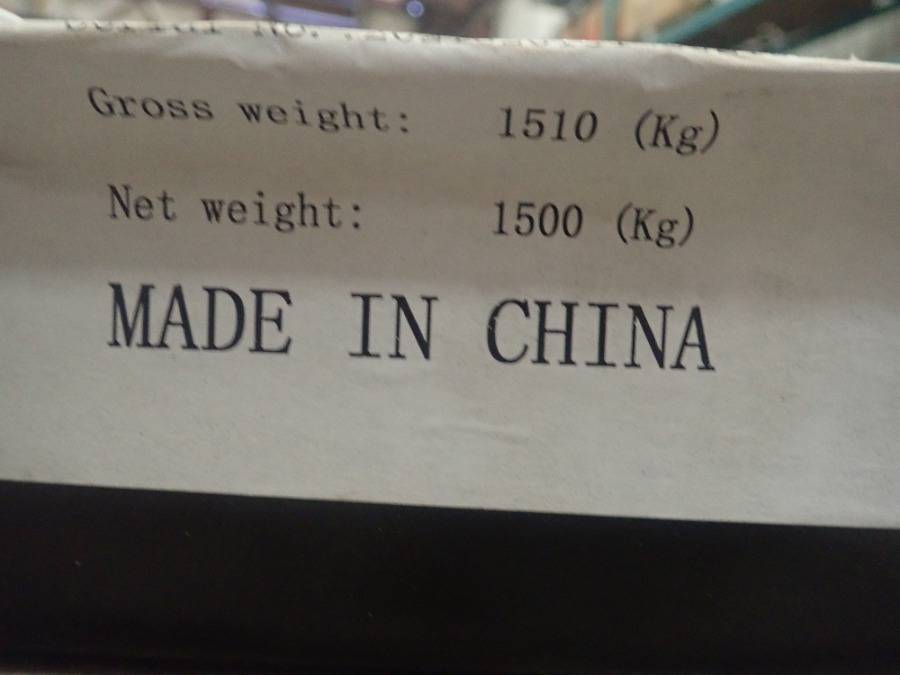 Gross weight: 1510 (Kg)
Net weight: 1500 (Kg)
MADE IN CHINA